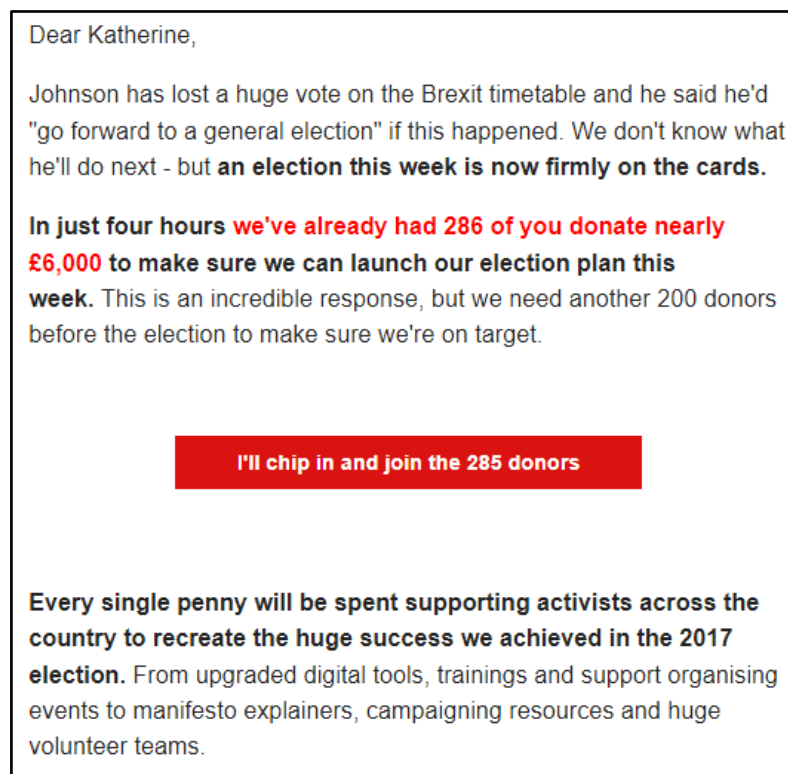 Dear Katherine,
Johnson has lost a huge vote on the Brexit timetable and he said he'd
"go forward to a general election" if this happened. We don't know what
he'll do next - but an election this week is now firmly on the cards.
In just four hours we've already had 286 of you donate nearly
£6,000 to make sure we can launch our election plan this
week. This is an incredible response, but we need another 200 donors
before the election to make sure we're on target.
I'll chip in and join the 285 donors
Every single penny will be spent supporting activists across the
country to recreate the huge success we achieved in the 2017
election. From upgraded digital tools, trainings and support organising
events to manifesto explainers, campaigning resources and huge
volunteer teams.